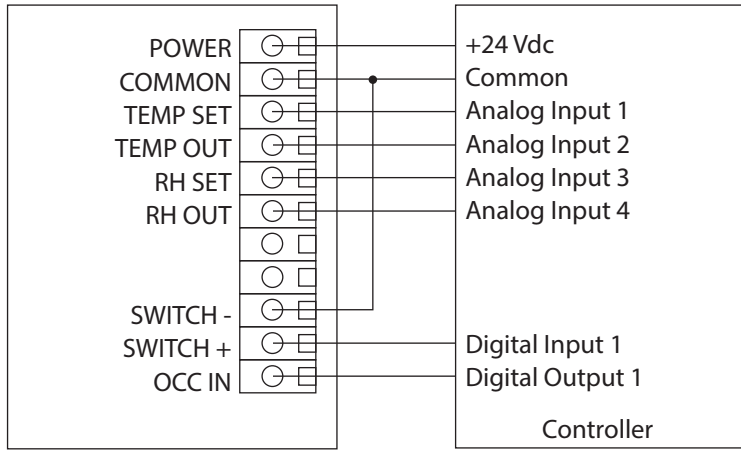 POWER
COMMON
TEMP SET
TEMP OUT
RH SET
RH OUT
SWITCH -
SWITCH +
OCC IN
+24 Vdc
Common
Analog Input 1
Analog Input 2
Analog Input 3
Analog Input 4
Digital Input 1
Digital Output 1
Controller